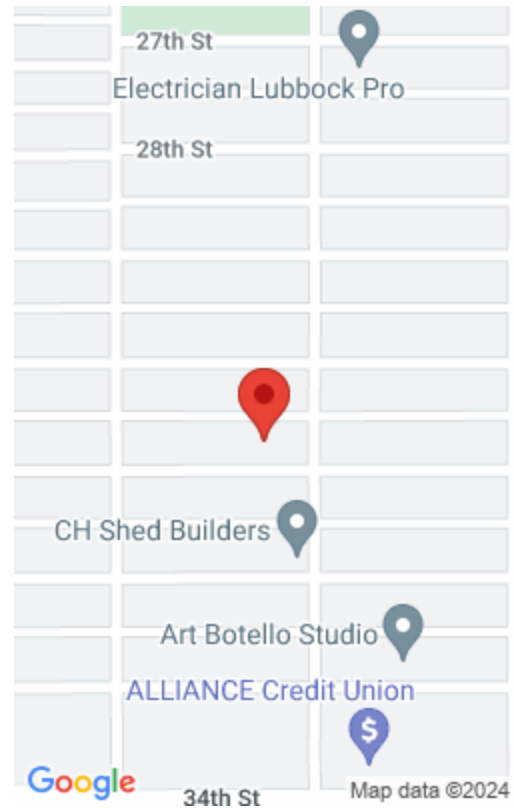 27th St
Electrician Lubbock Pro
28th St
CH Shed Builders
Art Botello Studio
ALLIANCE Credit Union
$
Google
34th St
Map data ©2024